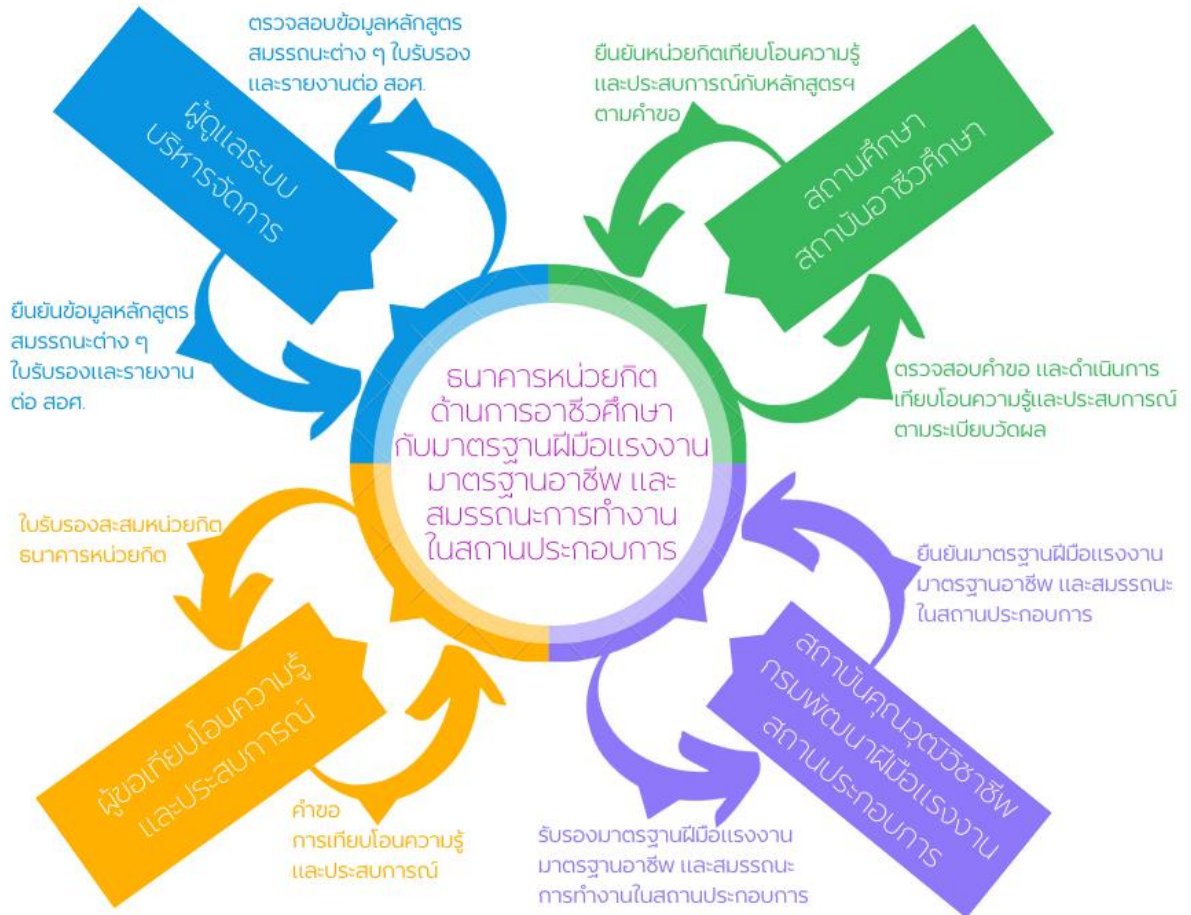 ตรวจสอบข้อมูลหลักสูตร
สมรรถนะต่าง ๆ ใบรับรอง
และรายงานต่อ สอศ.
ยืนยันหน่วยกิตเทียบโอนความรู้
และประสบการณ์กับหลักสูตรฯ
ตามคำขอ
ผู้ดูแลระบบ
บริหารจัดการ
สถานศึกษา
สถาบันอาชีวศึกษา
ยืนยันข้อมูลหลักสูตร
สมรรถนะต่าง ๆ
ใบรับรองและรายงาน
ต่อ สอศ.
ธนาคารหน่วยกิต
ด้านการอาชีวศึกษา
กับมาตรฐานฝีมือแรงงาน
มาตรฐานอาชีพ และ
สมรรถนะการทำงาน
ในสถานประกอบการ
ตรวจสอบคำขอ และดำเนินการ
เทียบโอนความรู้และประสบการณ์
ตามระเบียบวัดผล
ใบรับรองสะสมหน่วยกิต
ธนาคารหน่วยกิต
ยืนยันมาตรฐานฝีมือแรงงาน
มาตรฐานอาชีพ และสมรรถนะ
ในสถานประกอบการ
ผู้ขอเทียบโอนความรู้
และประสบการณ์
สถาบันคุณวุฒิวิชาชีพ
กรมพัฒนาฝีมือแรงงาน
สถานประกอบการ
คำขอ
การเทียบโอนความรู้
และประสบการณ์
รับรองมาตรฐานฝีมือแรงงาน
มาตรฐานอาชีพ และสมรรถนะ
การทำงานในสถานประกอบการ